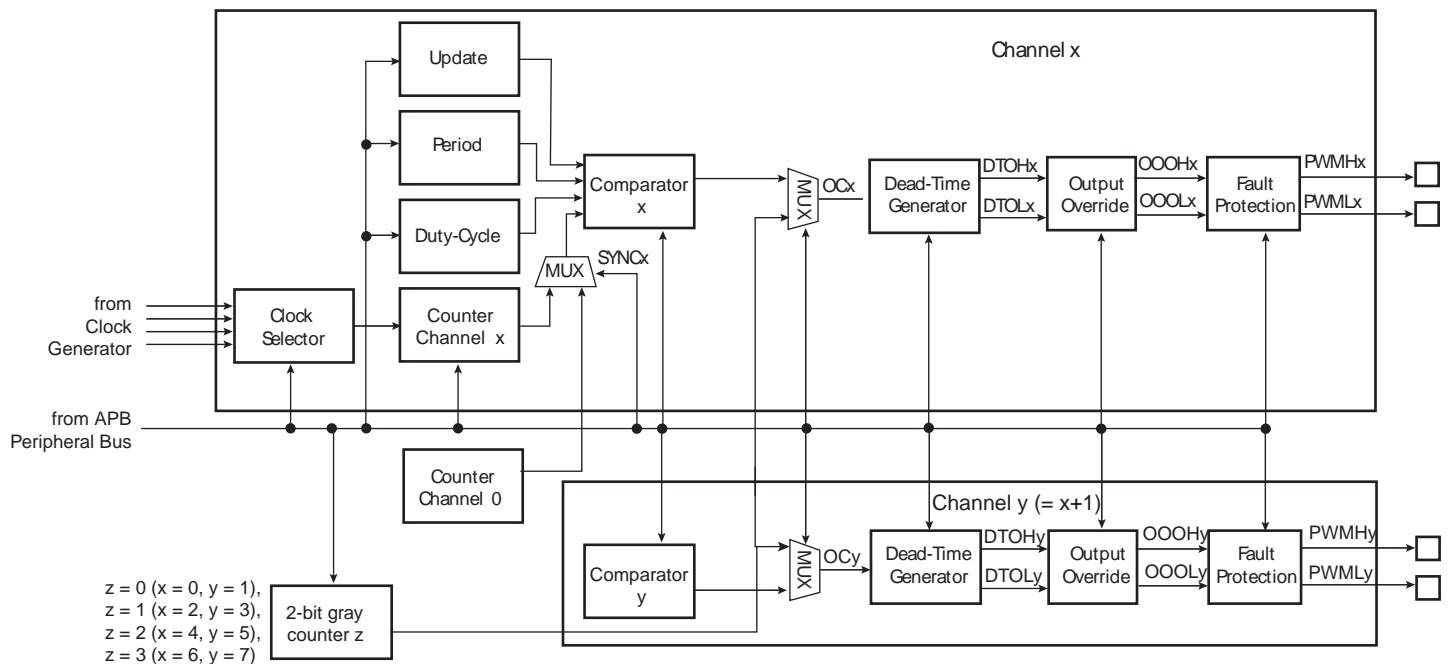 Channel x
Update
Period
Comparator
x
Duty-Cycle
MUX
SYNCx
MUX
OCx
Dead-Time
Generator
DTOHx
DTOLx
Output
Override
OOOHx
OOOLx
Fault
Protection
PWMHx
PWMLx
from
Clock
Generator
Clock
Selector
Counter
Channel x
from APB
Peripheral Bus
Counter
Channel 0
Channel y (= x+1)
Comparator
y
MUX
OCy
Dead-Time
Generator
DTOHy
DTOLy
Output
Override
OOOHy
OOOLy
Fault
Protection
PWMHy
PWMLy
z = 0 (x = 0, y = 1),
z = 1 (x = 2, y = 3),
z = 2 (x = 4, y = 5),
z = 3 (x = 6, y = 7)
2-bit gray
counter z